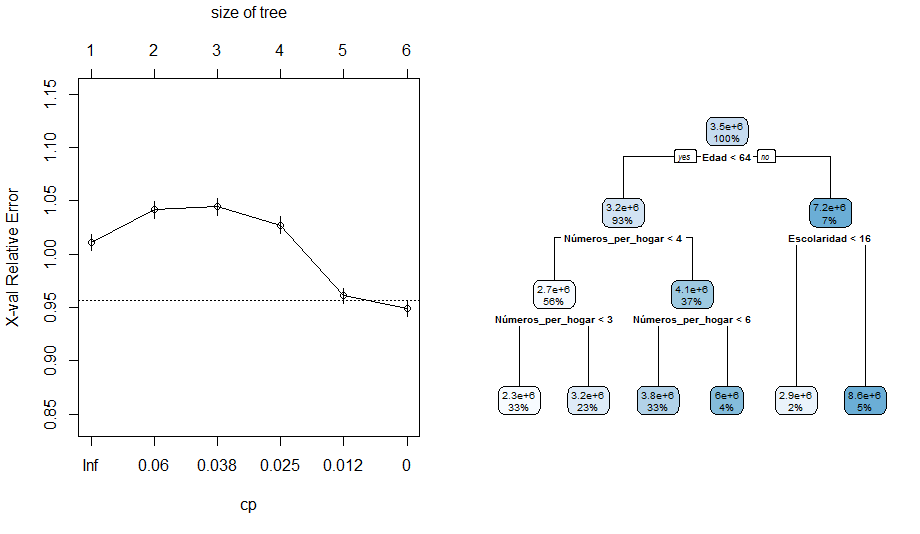 size of tree
1 2 3 4 5 6
1.15
1.10
1.05
1.00
0.95
0.90
0.85
X-val Relative Error
Inf 0.06 0.038 0.025 0.012 0
cp
3.5e+6
100%
yes Edad < 64 no
3.2e+6
93%
7.2e+6
7%
Números_per_hogar < 4
Escolaridad < 16
2.7e+6
56%
4.1e+6
37%
Números_per_hogar < 3
Números_per_hogar < 6
2.3e+6
33%
3.2e+6
23%
3.8e+6
33%
6e+6
4%
2.9e+6
2%
8.6e+6
5%